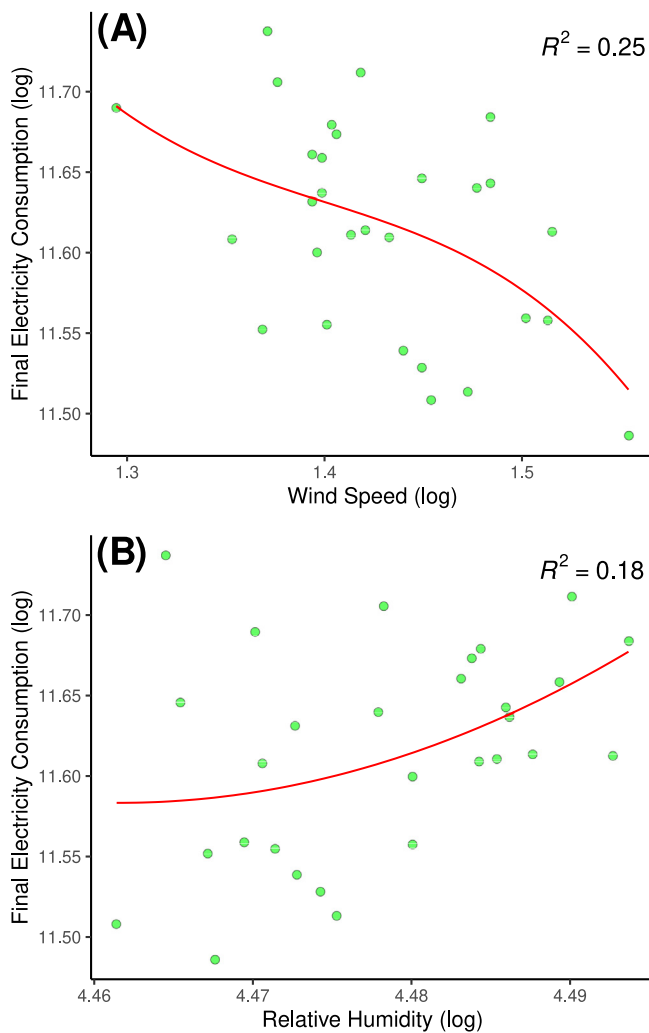 (A)
R² = 0.25
Final Electricity Consumption (log)
11.70
11.65
11.60
11.55
11.50
1.3 1.4 1.5
Wind Speed (log)
(B)
R² = 0.18
Final Electricity Consumption (log)
11.70
11.65
11.60
11.55
11.50
4.46 4.47 4.48 4.49
Relative Humidity (log)